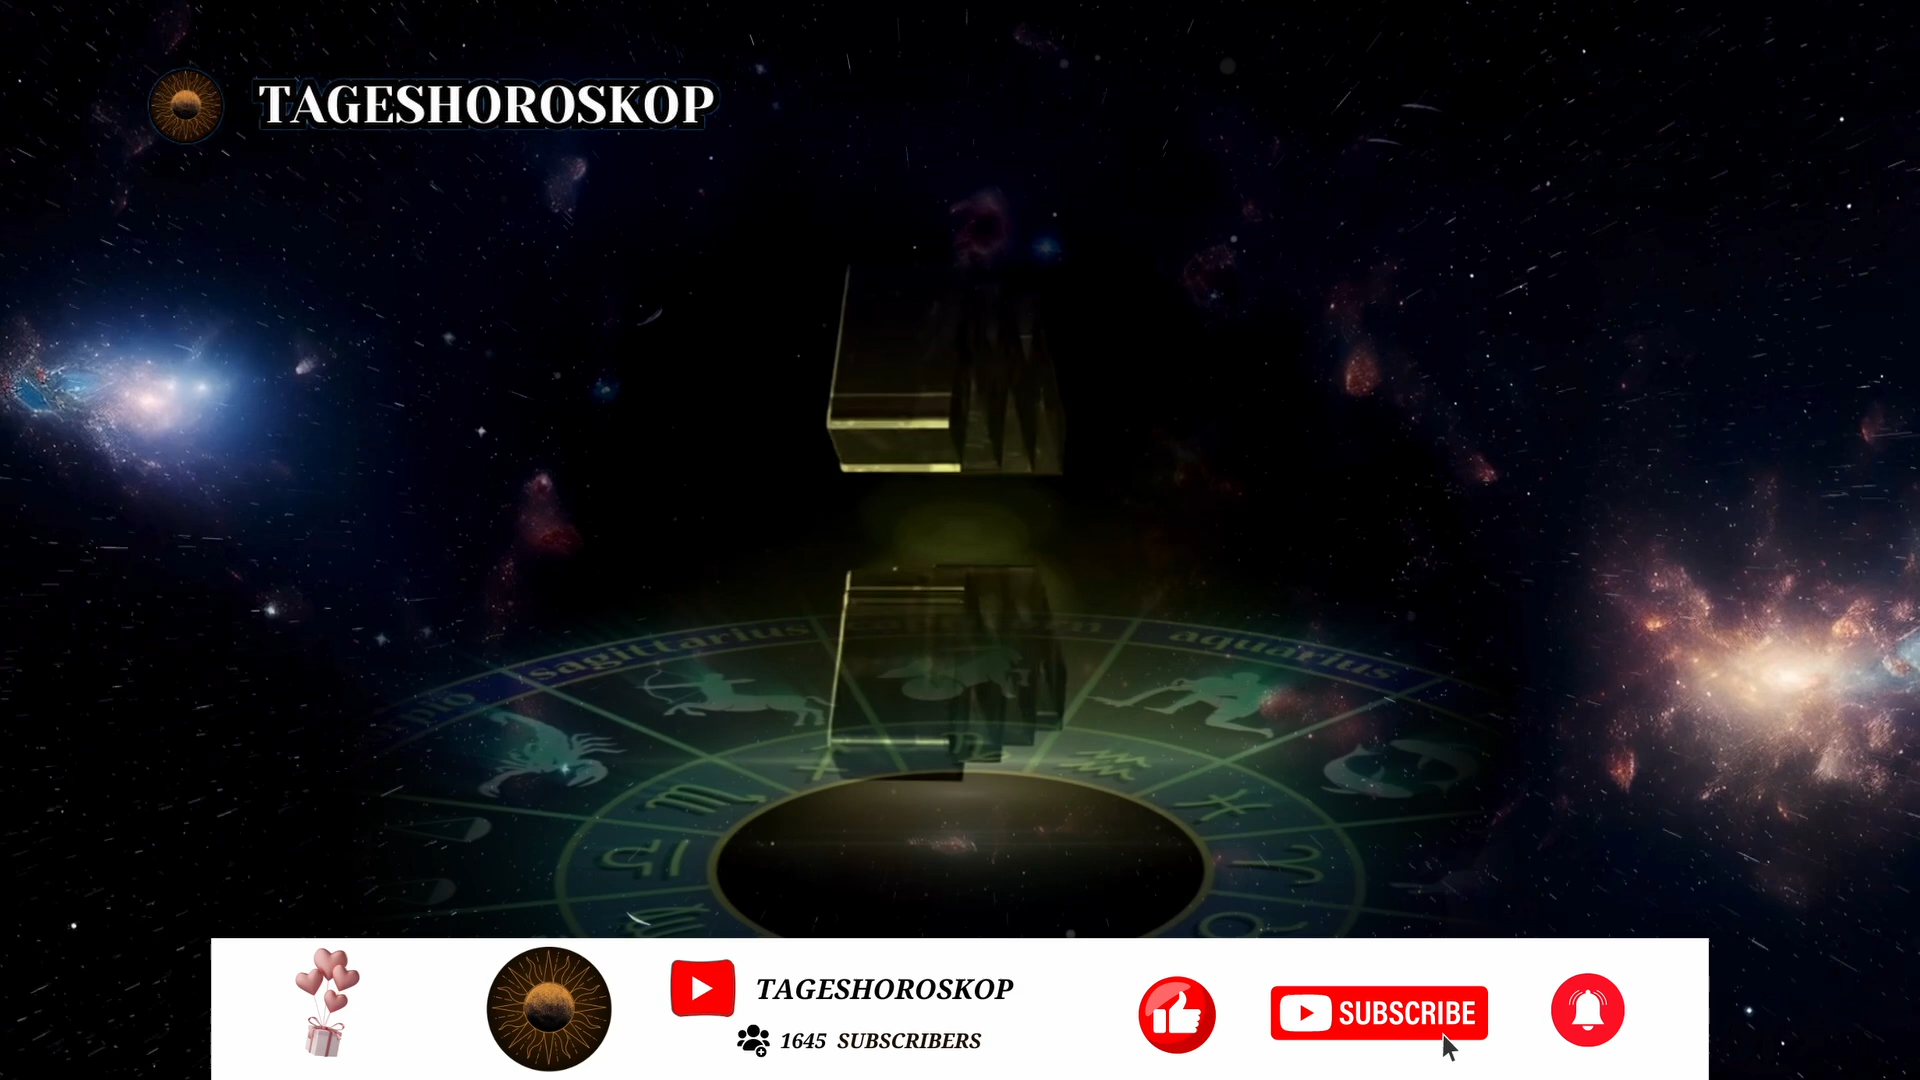 TAGESHOROSKOP
sagittarius
aquarius
TAGESHOROSKOP
1645 SUBSCRIBERS
SUBSCRIBE